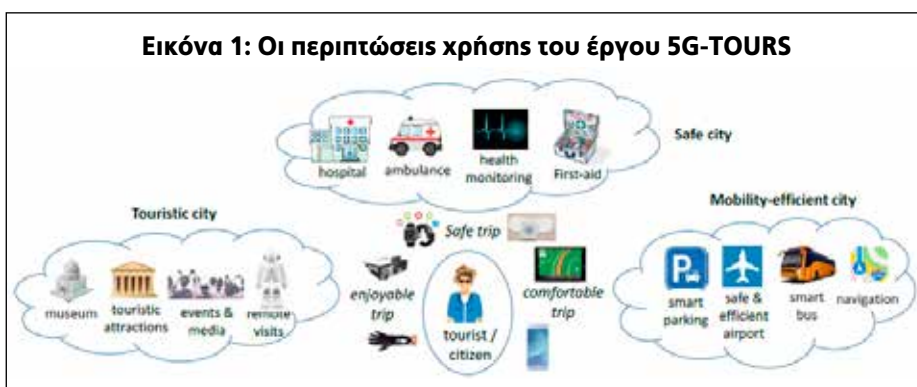 Εικόνα 1: Οι περιπτώσεις χρήσης του έργου 5G-TOURS
Safe city
hospital
ambulance
health
monitoring
First-aid
Touristic city
museum
touristic
attractions
events &
media
remote
visits
Safe trip
enjoyable
trip
comfortable
trip
tourist /
citizen
Mobility-efficient city
P
smart
parking
safe &
efficient
airport
smart
bus
navigation